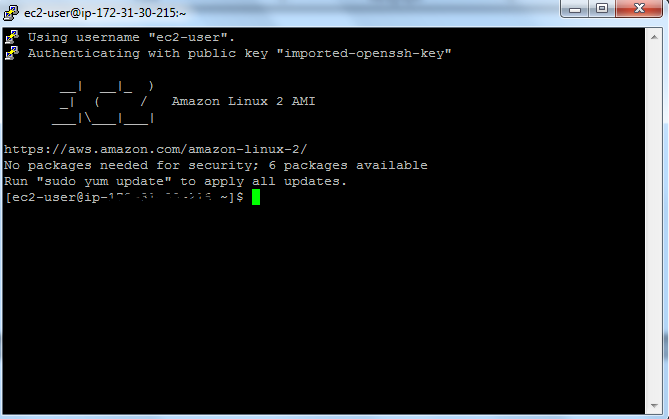 ec2-user@ip-172-31-30-215:~
Using username "ec2-user".
Authenticating with public key "imported-openssh-key"
__|  __|_  )
_|  (     /   Amazon Linux 2 AMI
___|\___|___|
https://aws.amazon.com/amazon-linux-2/
No packages needed for security; 6 packages available
Run "sudo yum update" to apply all updates.
[ec2-user@ip- ~]$